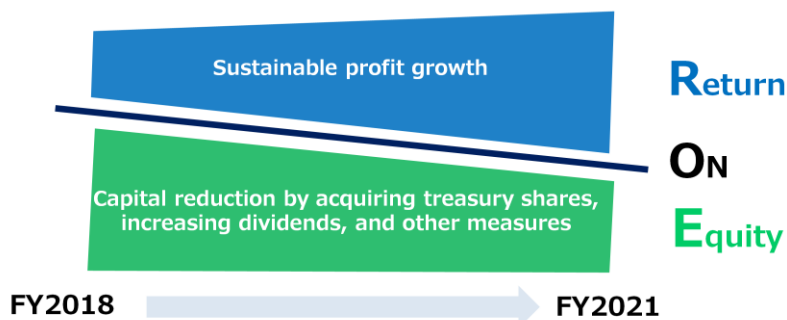 Sustainable profit growth
Return
ON
Capital reduction by acquiring treasury shares,
increasing dividends, and other measures
Equity
FY2018
FY2021